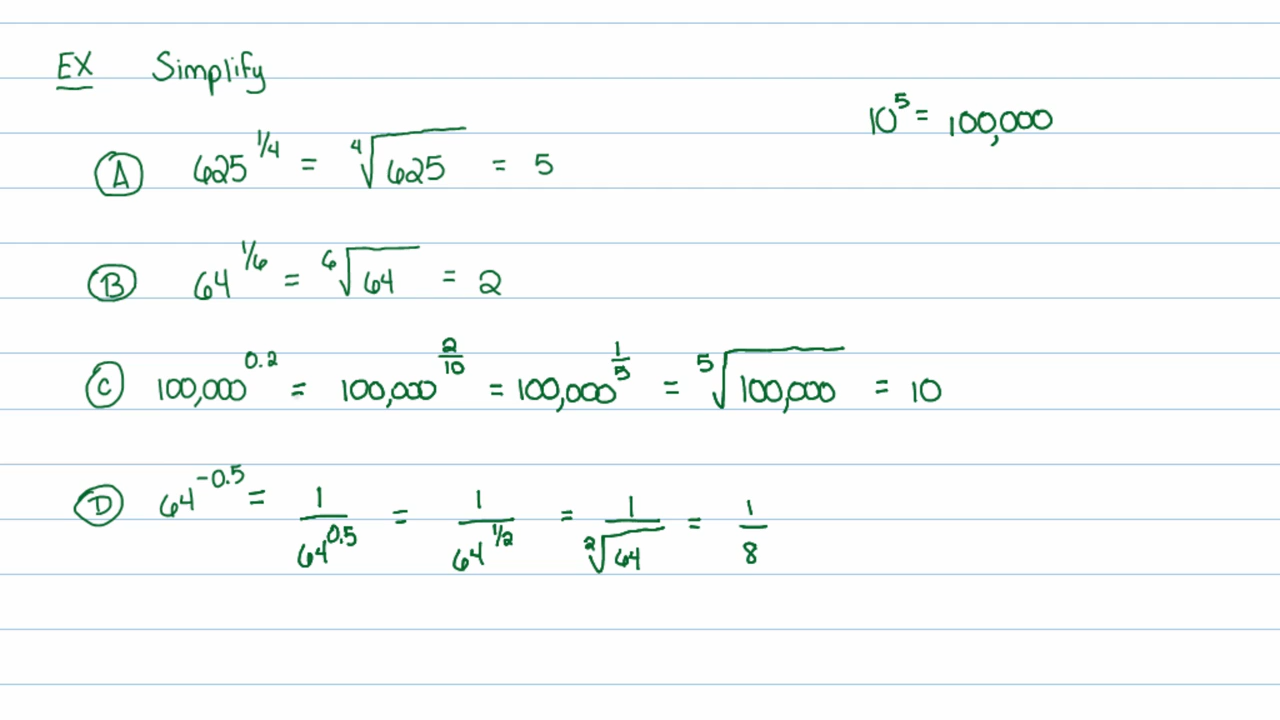 EX Simplify
10^5 = 100,000
A 625^{1/4} = ∜625 = 5
B 64^{1/6} = ⁶√64 = 2
C 100,000^{0.2} = 100,000^{2/10} = 100,000^{1/5} = ⁵√100,000 = 10
D 64^{-0.5} = 1/64^{0.5} = 1/64^{1/2} = 1/²√64 = 1/8